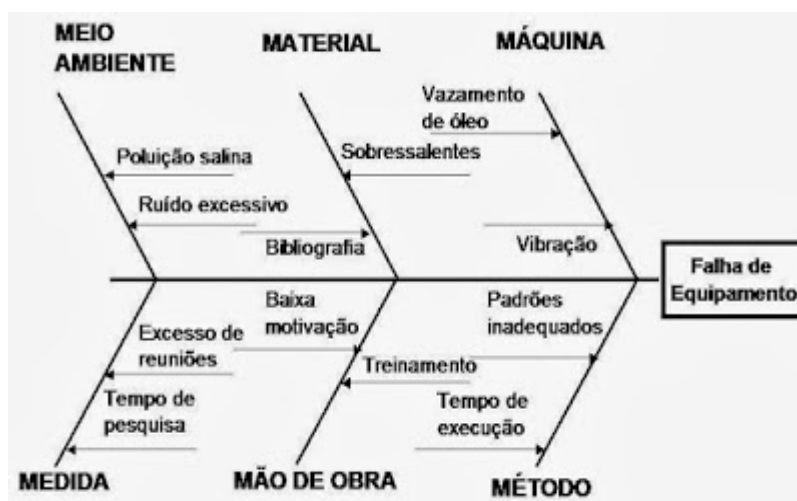 MEIO
AMBIENTE
MATERIAL
MÁQUINA
Vazamento
de óleo
Poluição salina
Sobressalentes
Ruído excessivo
Bibliografia
Vibração
Falha de
Equipamento
Baixa
motivação
Padrões
inadequados
Excesso de
reuniões
Treinamento
Tempo de
pesquisa
Tempo de
execução
MEDIDA
MÃO DE OBRA
MÉTODO